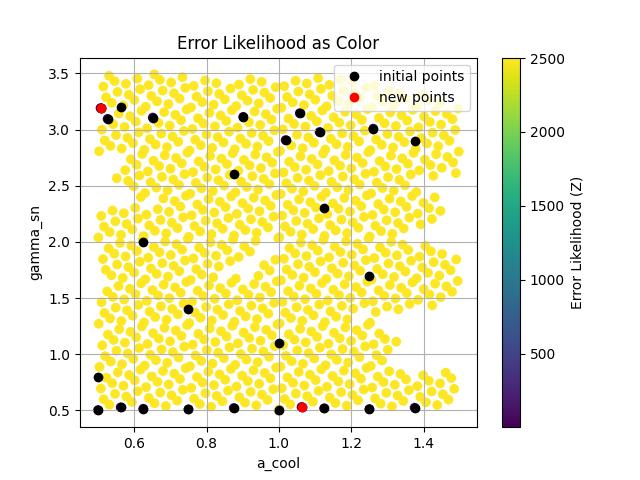 Error Likelihood as Color
initial points
new points
3.5
3.0
2.5
2.0
1.5
1.0
0.5
gamma_sn
0.6 0.8 1.0 1.2 1.4
a_cool
2500
2000
1500
1000
500
Error Likelihood (Z)